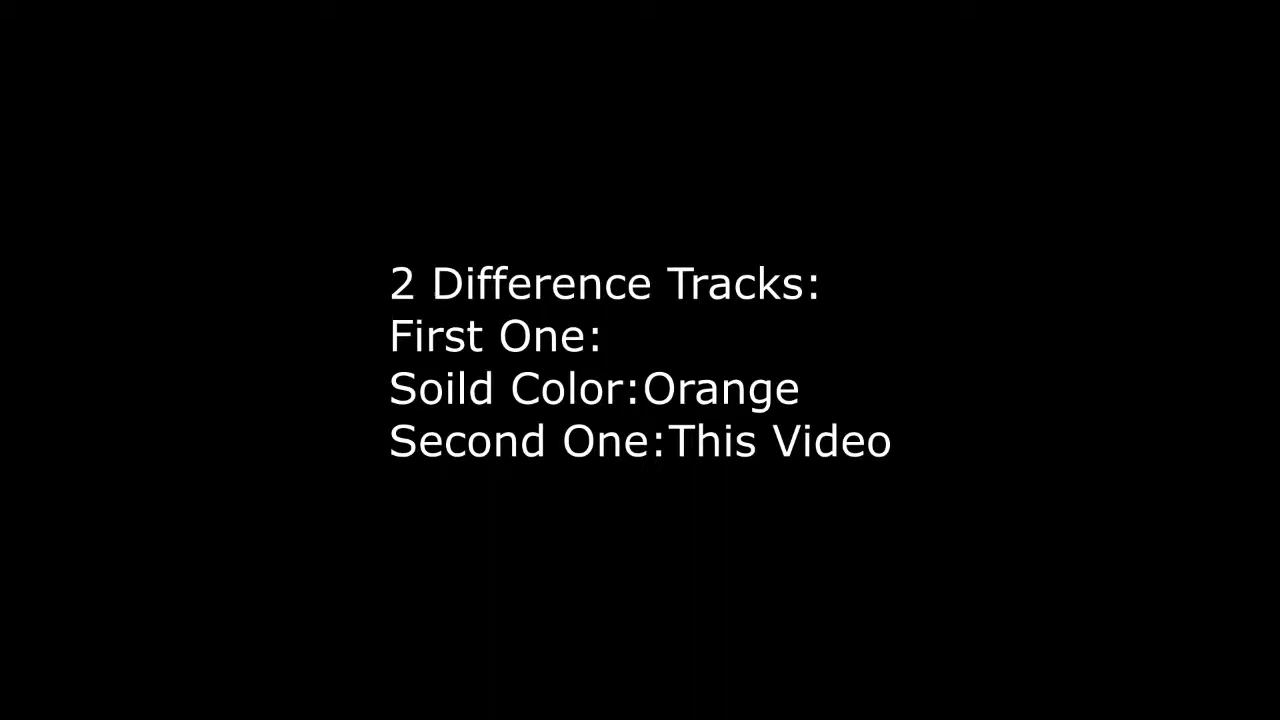 2 Difference Tracks:
First One:
Soild Color:Orange
Second One:This Video